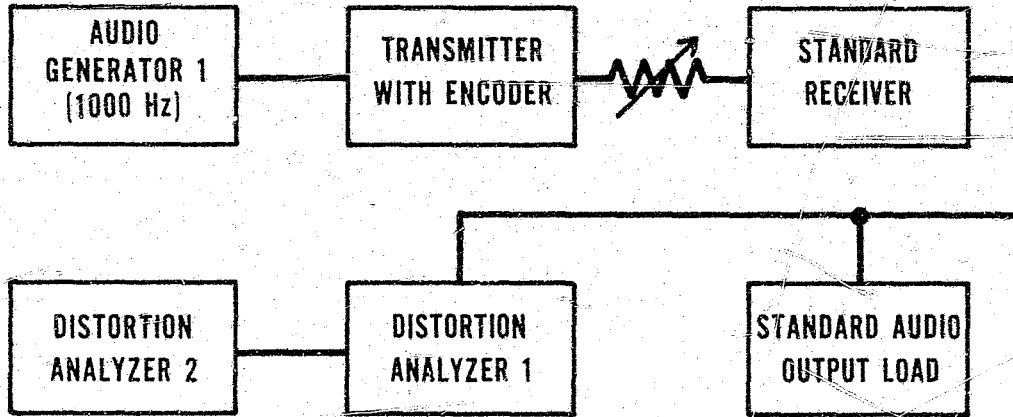 AUDIO
GENERATOR 1
(1000 Hz)
TRANSMITTER
WITH ENCODER
STANDARD
RECEIVER
DISTORTION
ANALYZER 2
DISTORTION
ANALYZER 1
STANDARD AUDIO
OUTPUT LOAD